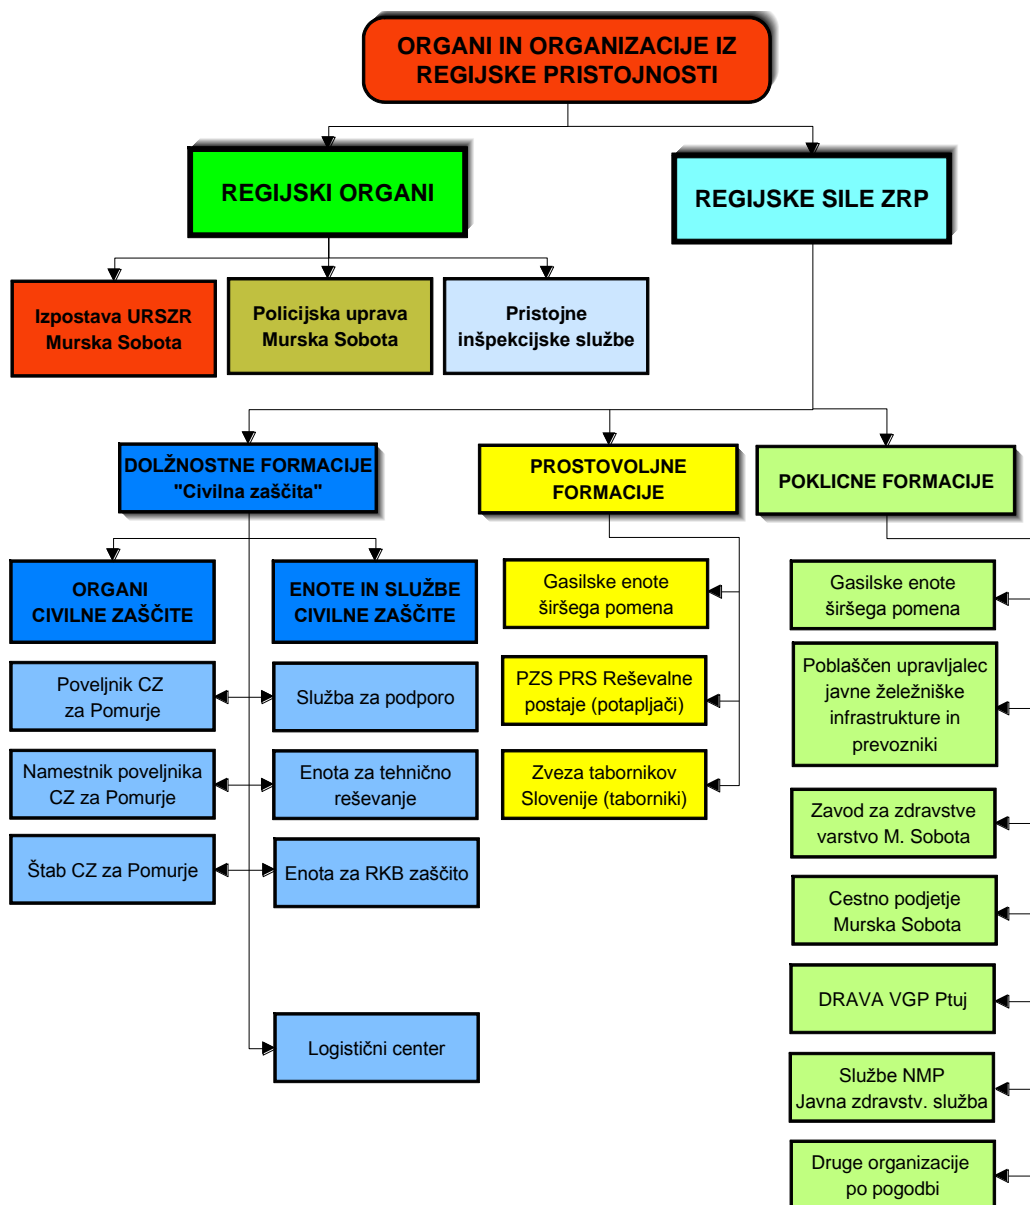 ORGANI IN ORGANIZACIJE IZ
REGIJSKE PRISTOJNOSTI
REGIJSKI ORGANI
REGIJSKE SILE ZRP
Izpostava URSZR
Murska Sobota
Policijska uprava
Murska Sobota
Pristojne
inšpekcijske službe
DOLŽNOSTNE FORMACIJE
"Civilna zaščita"
PROSTOVOLJNE
FORMACIJE
POKLICNE FORMACIJE
ORGANI
CIVILNE ZAŠČITE
ENOTE IN SLUŽBE
CIVILNE ZAŠČITE
Poveljnik CZ
za Pomurje
Namestnik poveljnika
CZ za Pomurje
Štab CZ za Pomurje
Služba za podporo
Enota za tehnično
reševanje
Enota za RKB zaščito
Logistični center
Gasilske enote
širšega pomena
PZS PRS Reševalne
postaje (potapljači)
Zveza tabornikov
Slovenije (taborniki)
Gasilske enote
širšega pomena
Poblaščen upravljalec
javne železniške
infrastrukture in
prevozniki
Zavod za zdravstve
varstvo M. Sobota
Cestno podjetje
Murska Sobota
DRAVA VGP Ptuj
Službe NMP
Javna zdravstv. služba
Druge organizacije
po pogodbi